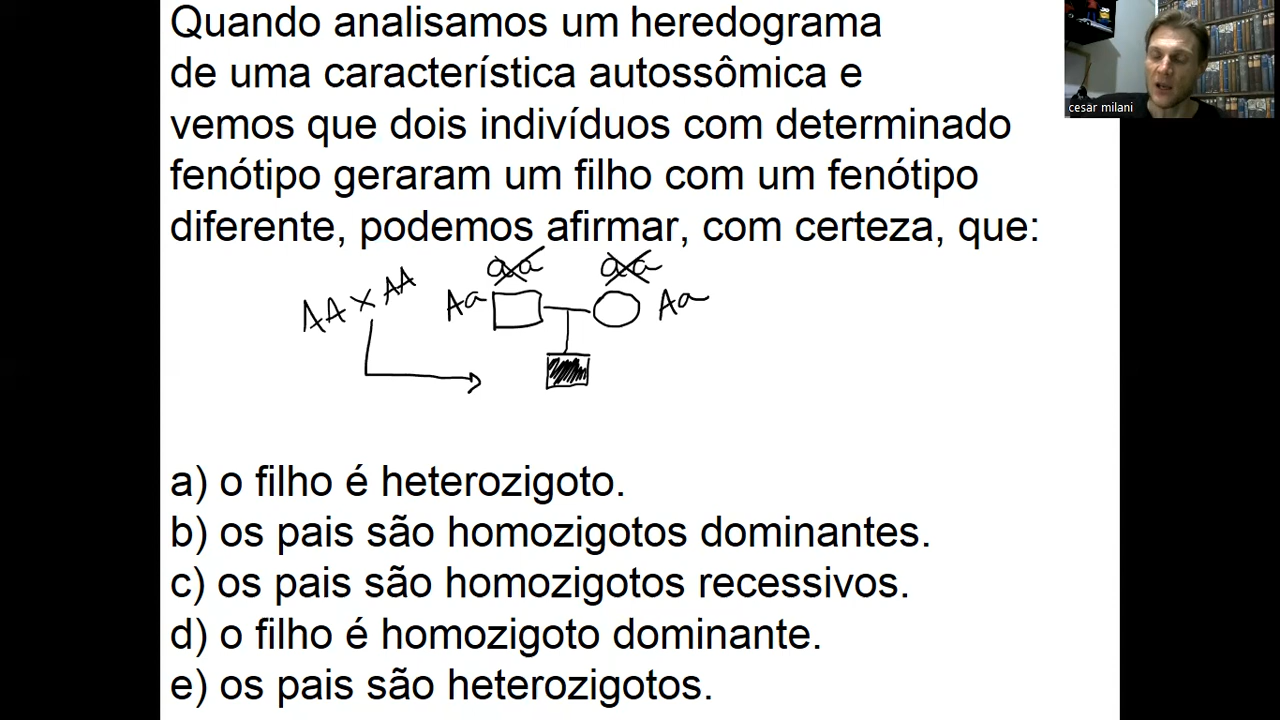 Quando analisamos um heredograma
de uma característica autossômica e
vemos que dois indivíduos com determinado
fenótipo geraram um filho com um fenótipo
diferente, podemos afirmar, com certeza, que:
aa aa
AA X AA Aa Aa
a) o filho é heterozigoto.
b) os pais são homozigotos dominantes.
c) os pais são homozigotos recessivos.
d) o filho é homozigoto dominante.
e) os pais são heterozigotos.
cesar milani